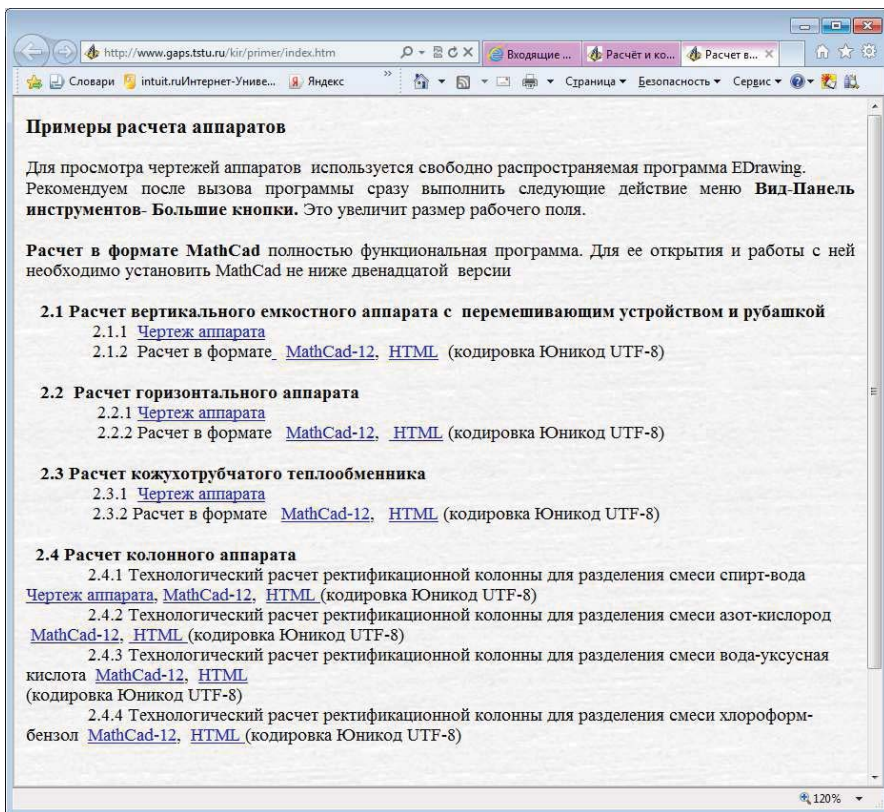 http://www.gaps.tstu.ru/kir/primer/index.htm
Входящие ...
Расчёт и ко...
Расчет в...
Словари
intuit.ruИнтернет-Униве...
Яндекс
Страница
Безопасность
Сервис
Примеры расчета аппаратов
Для просмотра чертежей аппаратов используется свободно распространяемая программа EDrawing.
Рекомендуем после вызова программы сразу выполнить следующие действие меню Вид-Панель
инструментов- Большие кнопки. Это увеличит размер рабочего поля.
Расчет в формате MathCad полностью функциональная программа. Для ее открытия и работы с ней
необходимо установить MathCad не ниже двенадцатой версии
2.1 Расчет вертикального емкостного аппарата с перемешивающим устройством и рубашкой
2.1.1 Чертеж аппарата
2.1.2 Расчет в формате MathCad-12, HTML (кодировка Юникод UTF-8)
2.2 Расчет горизонтального аппарата
2.2.1 Чертеж аппарата
2.2.2 Расчет в формате MathCad-12, HTML (кодировка Юникод UTF-8)
2.3 Расчет кожухотрубчатого теплообменника
2.3.1 Чертеж аппарата
2.3.2 Расчет в формате MathCad-12, HTML (кодировка Юникод UTF-8)
2.4 Расчет колонного аппарата
2.4.1 Технологический расчет ректификационной колонны для разделения смеси спирт-вода
Чертеж аппарата, MathCad-12, HTML (кодировка Юникод UTF-8)
2.4.2 Технологический расчет ректификационной колонны для разделения смеси азот-кислород
MathCad-12, HTML (кодировка Юникод UTF-8)
2.4.3 Технологический расчет ректификационной колонны для разделения смеси вода-уксусная
кислота MathCad-12, HTML
(кодировка Юникод UTF-8)
2.4.4 Технологический расчет ректификационной колонны для разделения смеси хлороформ-
бензол MathCad-12, HTML (кодировка Юникод UTF-8)
120%